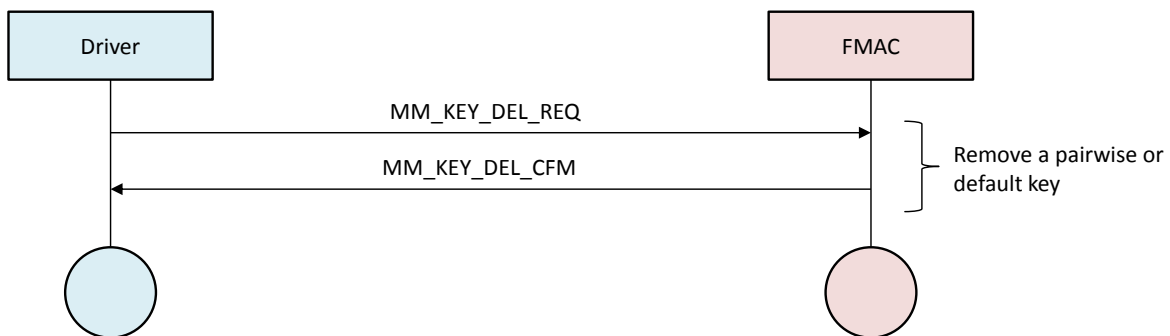 Driver
FMAC
MM_KEY_DEL_REQ
MM_KEY_DEL_CFM
Remove a pairwise or
default key